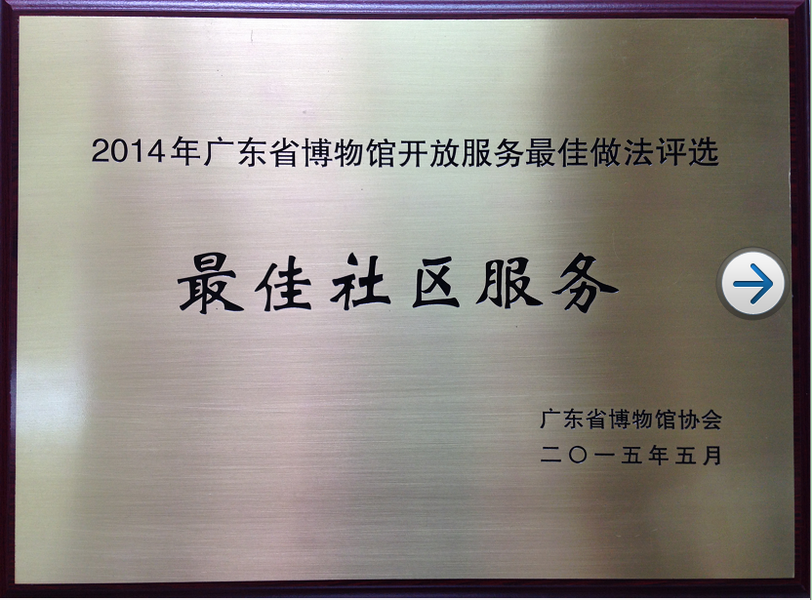 2014年广东省博物馆开放服务最佳做法评选
最佳社区服务
广东省博物馆协会
二〇一五年五月